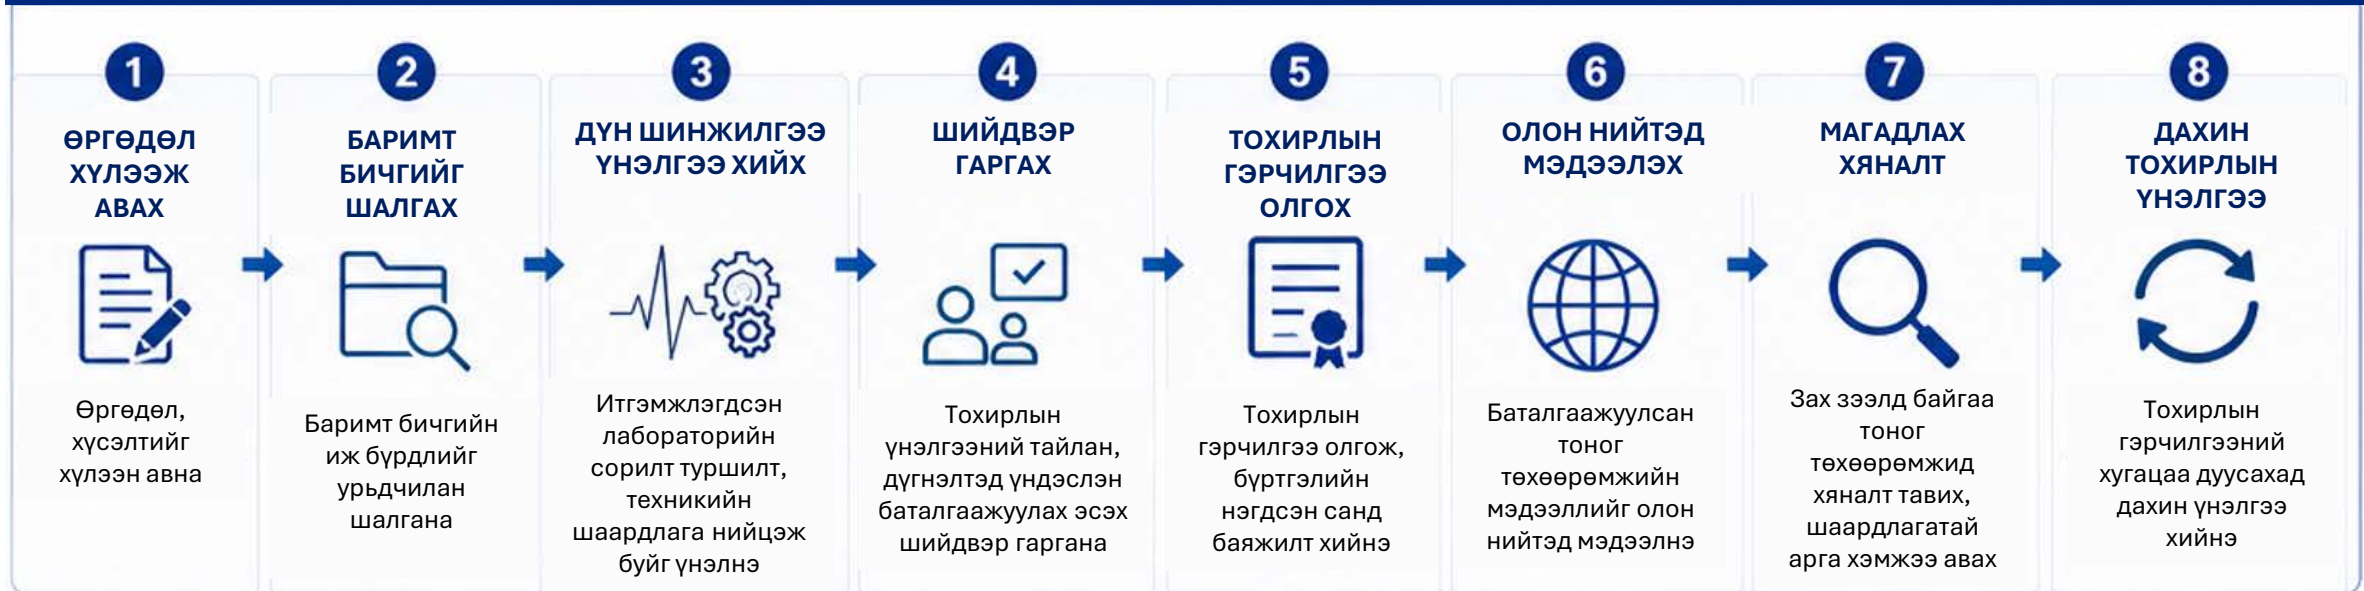 1
ӨРГӨДӨЛ
ХҮЛЭЭЖ
АВАХ
Өргөдөл,
хүсэлтийг
хүлээн авна
2
БАРИМТ
БИЧГИЙГ
ШАЛГАХ
Баримт бичгийн
иж бүрдлийг
урьдчилан
шалгана
3
ДҮН ШИНЖИЛГЭЭ
ҮНЭЛГЭЭ ХИЙХ
Итгэмжлэгдсэн
лабораторийн
сорилт туршилт,
техникийн
шаардлага нийцэж
буйг үнэлнэ
4
ШИЙДВЭР
ГАРГАХ
Тохирлын
үнэлгээний тайлан,
дүгнэлтэд үндэслэн
баталгаажуулах эсэх
шийдвэр гаргана
5
ТОХИРЛЫН
ГЭРЧИЛГЭЭ
ОЛГОХ
Тохирлын
гэрчилгээ олгож,
бүртгэлийн
нэгдсэн санд
баяжилт хийнэ
6
ОЛОН НИЙТЭД
МЭДЭЭЛЭХ
Баталгаажуулсан
тоног
төхөөрөмжийн
мэдээллийг олон
нийтэд мэдээлнэ
7
МАГАДЛАХ
ХЯНАЛТ
Зах зээлд байгаа
тоног
төхөөрөмжид
хяналт тавих,
шаардлагатай
арга хэмжээ авах
8
ДАХИН
ТОХИРЛЫН
ҮНЭЛГЭЭ
Тохирлын
гэрчилгээний
хугацаа дуусахад
дахин үнэлгээ
хийнэ